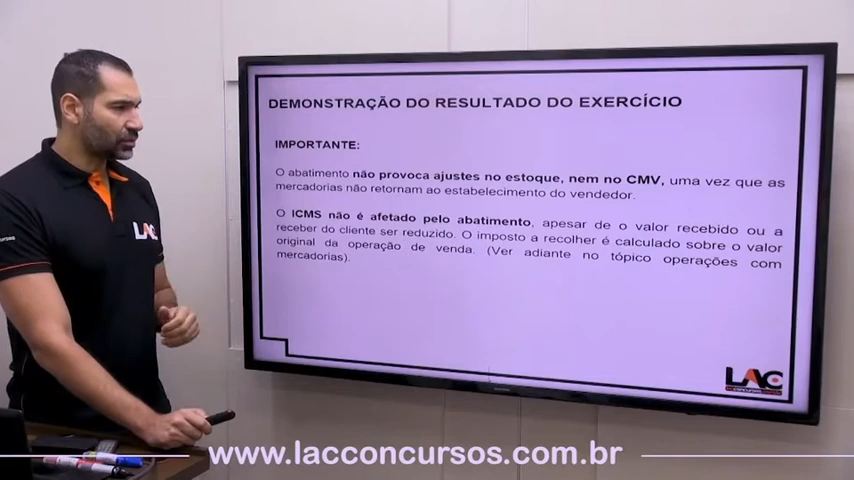 DEMONSTRAÇÃO DO RESULTADO DO EXERCÍCIO
IMPORTANTE:
O abatimento não provoca ajustes no estoque, nem no CMV, uma vez que as
mercadorias não retornam ao estabelecimento do vendedor.
O ICMS não é afetado pelo abatimento, apesar de o valor recebido ou a
receber do cliente ser reduzido. O imposto a recolher é calculado sobre o valor
original da operação de venda. (Ver adiante no tópico operações com
mercadorias).
LAC
LAC
CONCURSOS
www.lacconcursos.com.br